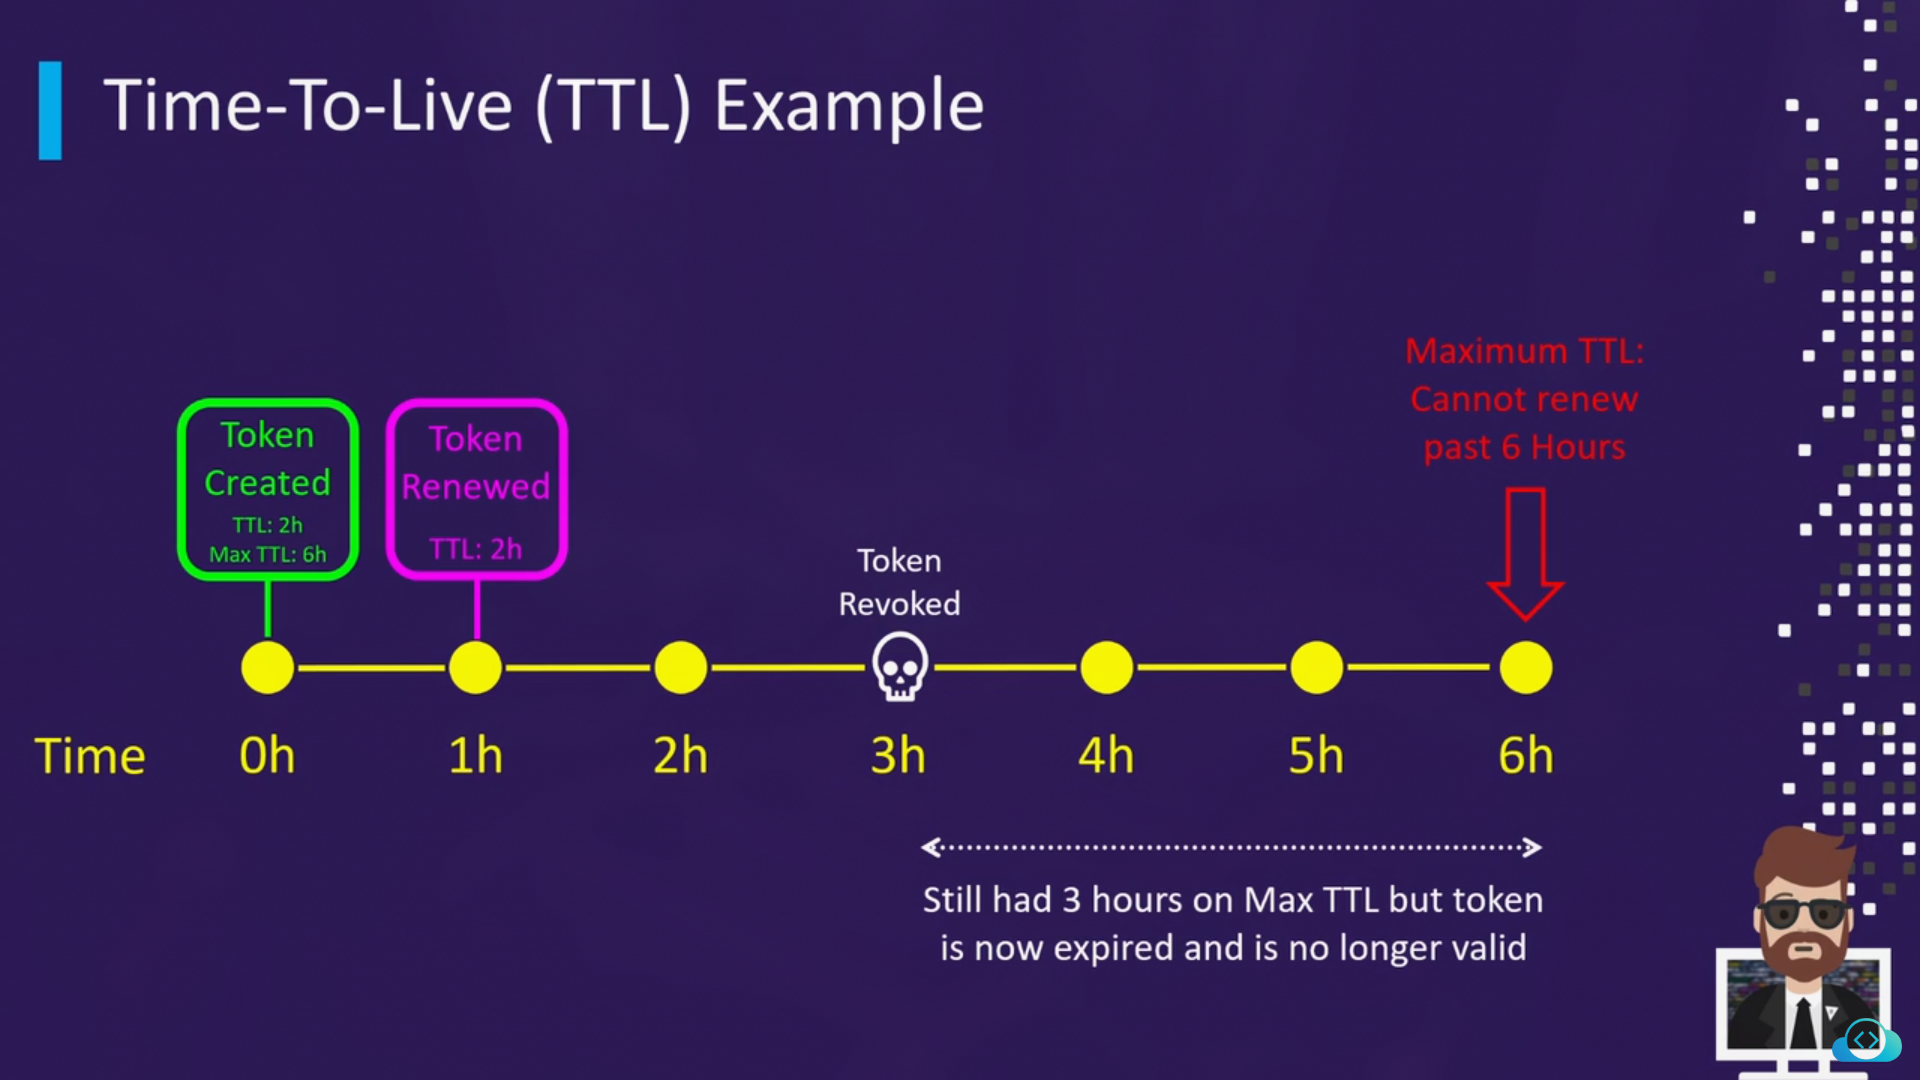 Time-To-Live (TTL) Example
Maximum TTL:
Cannot renew
past 6 Hours
Token
Created
TTL: 2h
Max TTL: 6h
Token
Renewed
TTL: 2h
Token
Revoked
Time 0h 1h 2h 3h 4h 5h 6h
Still had 3 hours on Max TTL but token
is now expired and is no longer valid